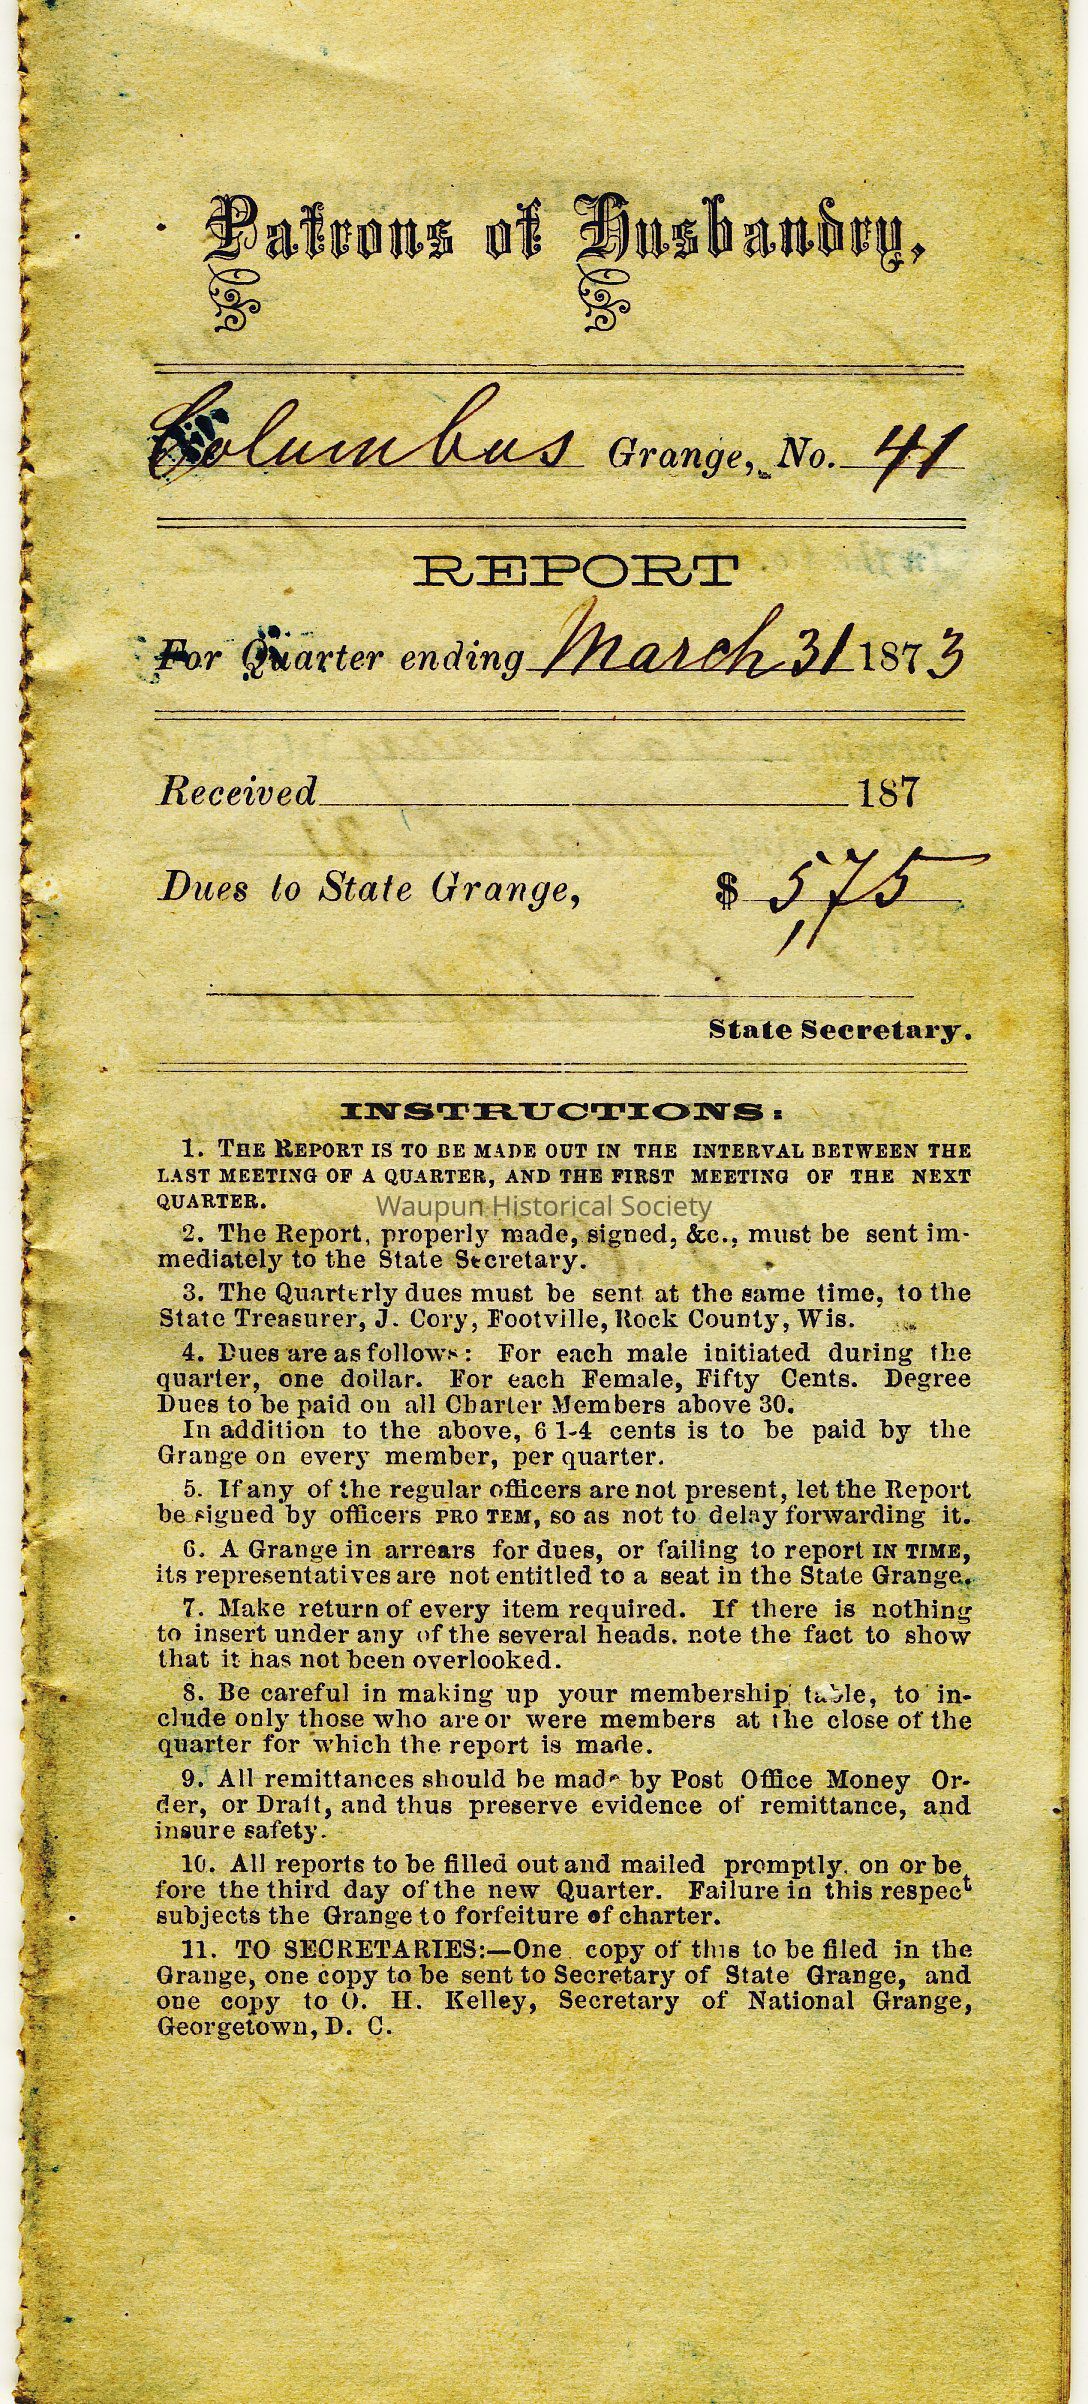 Patrons of Husbandry,
Columbus Grange, No. 41
REPORT
For Quarter ending March 31 1873
Received 187
Dues to State Grange, $ 5,75
State Secretary.
INSTRUCTIONS:
1. THE REPORT IS TO BE MADE OUT IN THE INTERVAL BETWEEN THE
LAST MEETING OF A QUARTER, AND THE FIRST MEETING OF THE NEXT
QUARTER.
Waupun Historical Society
2. The Report, properly made, signed, &c., must be sent im-
mediately to the State Secretary.
3. The Quarterly dues must be sent at the same time, to the
State Treasurer, J. Cory, Footville, Rock County, Wis.
4. Dues are as follows: For each male initiated during the
quarter, one dollar. For each Female, Fifty Cents. Degree
Dues to be paid on all Charter Members above 30.
In addition to the above, 6 1-4 cents is to be paid by the
Grange on every member, per quarter.
5. If any of the regular officers are not present, let the Report
be signed by officers PRO TEM, so as not to delay forwarding it.
6. A Grange in arrears for dues, or failing to report IN TIME,
its representatives are not entitled to a seat in the State Grange.
7. Make return of every item required. If there is nothing
to insert under any of the several heads, note the fact to show
that it has not been overlooked.
8. Be careful in making up your membership table, to in-
clude only those who are or were members at the close of the
quarter for which the report is made.
9. All remittances should be made by Post Office Money Or-
der, or Draft, and thus preserve evidence of remittance, and
insure safety.
10. All reports to be filled out and mailed promptly, on or be
fore the third day of the new Quarter. Failure in this respect
subjects the Grange to forfeiture of charter.
11. TO SECRETARIES:—One copy of this to be filed in the
Grange, one copy to be sent to Secretary of State Grange, and
one copy to O. H. Kelley, Secretary of National Grange,
Georgetown, D. C.